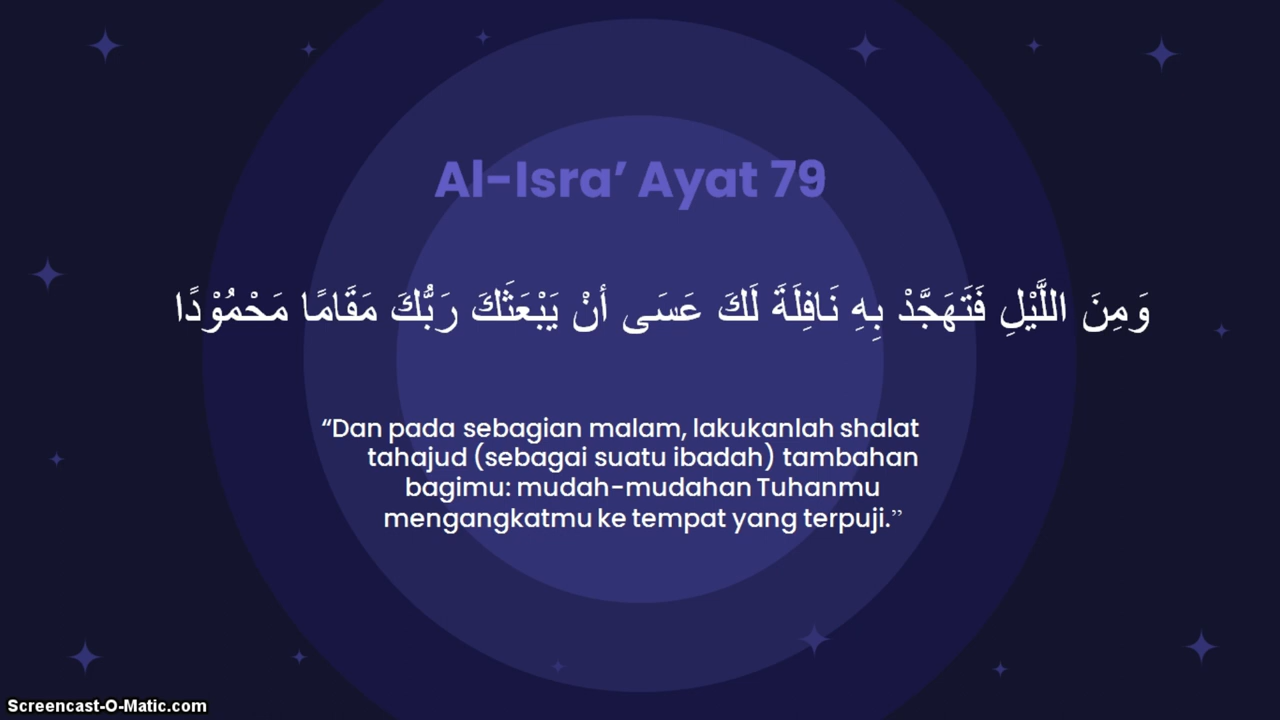 Al-Isra’ Ayat 79
وَمِنَ اللَّيْلِ فَتَهَجَّدْ بِهِ نَافِلَةَ لَكَ عَسَى أنْ يَبْعَثَكَ رَبُّكَ مَقَامًا مَحْمُوْدًا
“Dan pada sebagian malam, lakukanlah shalat
tahajud (sebagai suatu ibadah) tambahan
bagimu: mudah-mudahan Tuhanmu
mengangkatmu ke tempat yang terpuji.”
Screencast-O-Matic.com